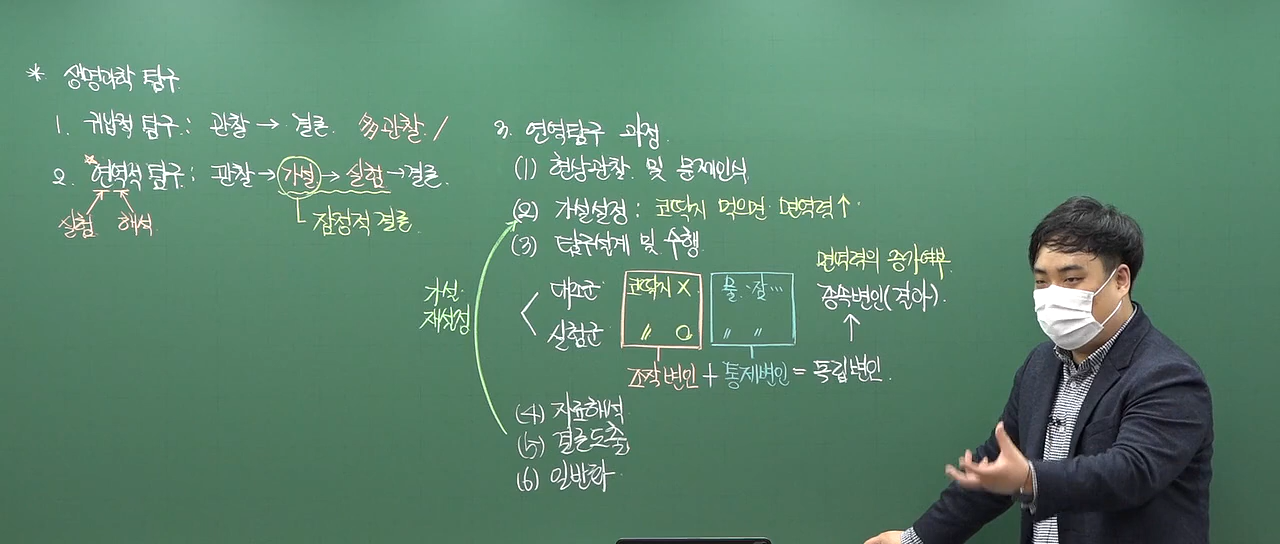 * 생명과학 탐구
1. 귀납적 탐구 : 관찰 → 결론 多관찰 /
2. 연역적 탐구 : 관찰 → 가설 → 실험 → 결론.
실험 해석
잠정적 결론
3. 연역탐구 과정.
(1) 현상관찰 및 문제인식
(2) 가설설정 : 코딱지 먹으면 면역력↑
(3) 탐구설계 및 수행
대조군 코딱지 X 물, 잠…
실험군 〃 O 〃 〃
조작변인 + 통제변인 = 독립변인
↑
종속변인(결과).
면역력의 증가여부
(4) 자료해석
(5) 결론도출
(6) 일반화
가설
재설정